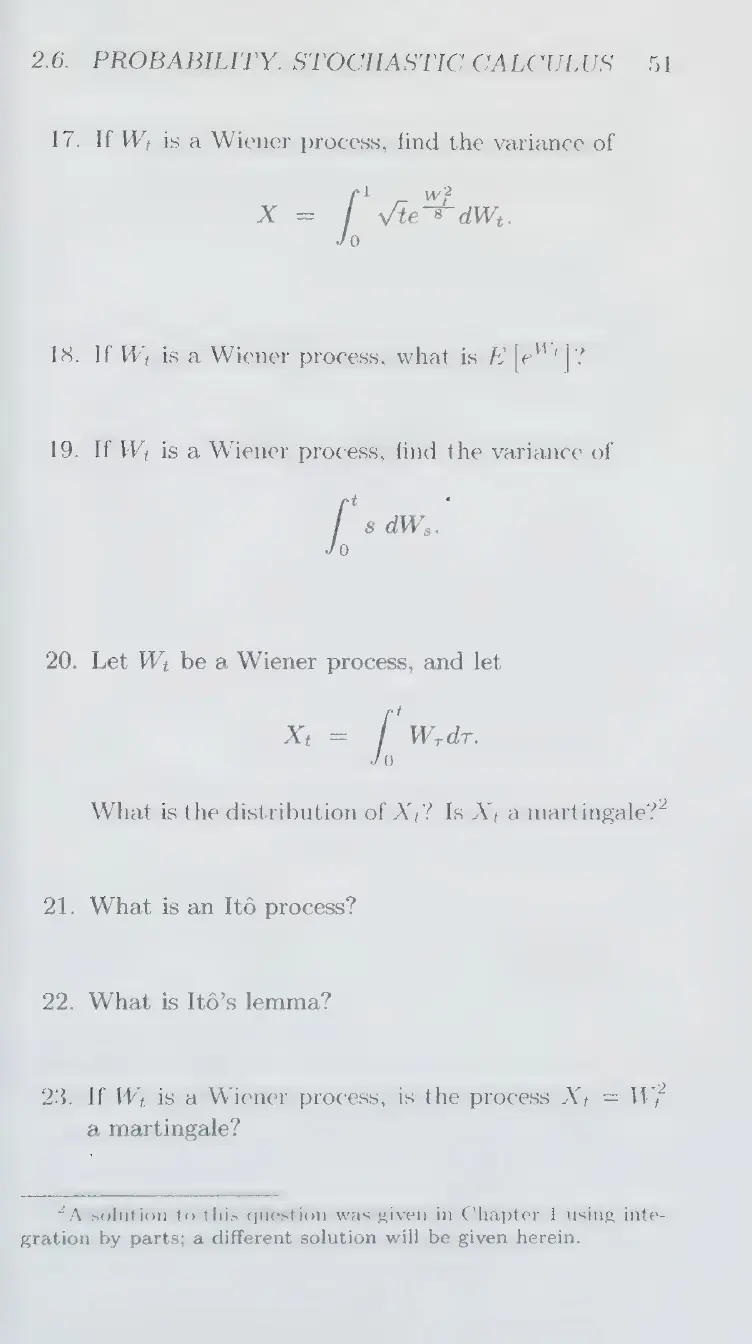 2.6. PROBABILITY. STOCHASTIC CALCULUS 51
17. If W_t is a Wiener process, find the variance of
X = ∫_0^1 √t e^{W_t^2/8} dW_t.
18. If W_t is a Wiener process, what is E[e^{W_t}]?
19. If W_t is a Wiener process, find the variance of
∫_0^t s dW_s.
20. Let W_t be a Wiener process, and let
X_t = ∫_0^t W_τ dτ.
What is the distribution of X_t? Is X_t a martingale?²
21. What is an Itô process?
22. What is Itô's lemma?
23. If W_t is a Wiener process, is the process X_t = W_t^2
a martingale?
²A solution to this question was given in Chapter 1 using inte-
gration by parts; a different solution will be given herein.